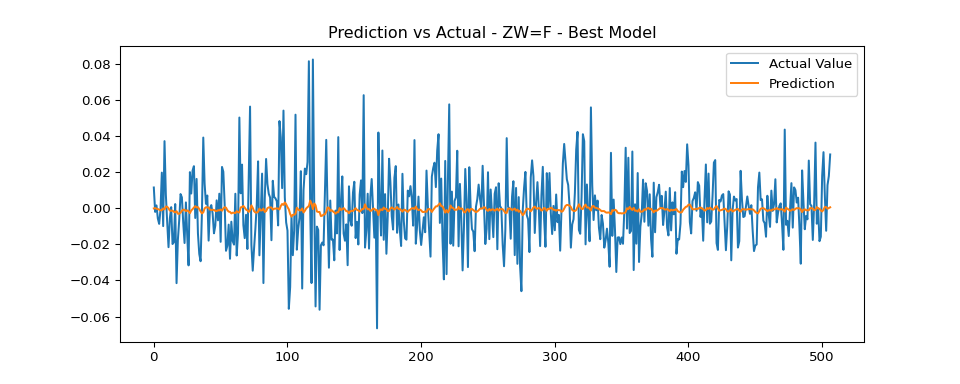 Prediction vs Actual - ZW=F - Best Model
Actual Value
Prediction
0.08
0.06
0.04
0.02
0.00
−0.02
−0.04
−0.06
0 100 200 300 400 500